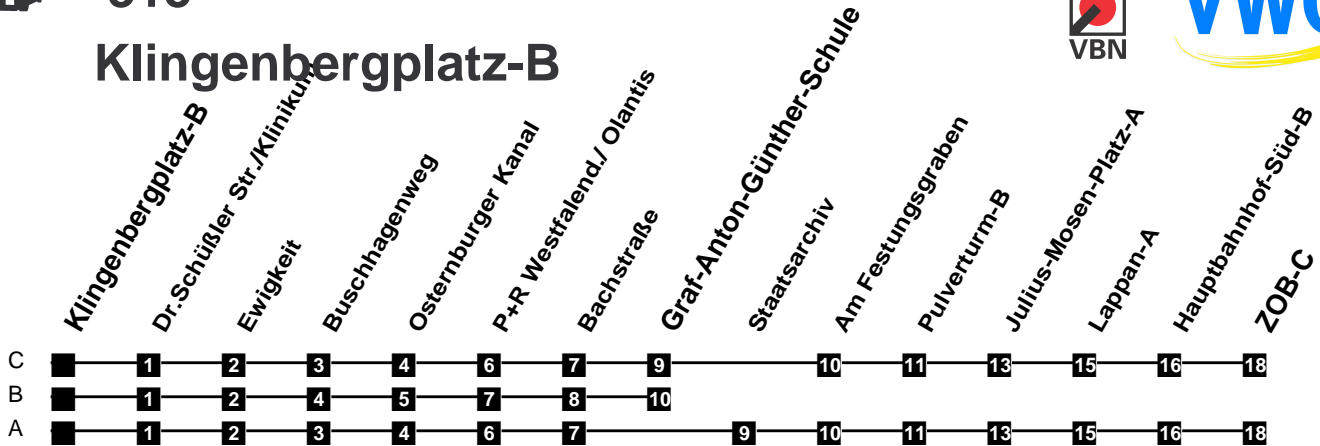 Klingenbergplatz-B
VBN
Klingenbergplatz-B
Dr.Schüßler Str./Klinikum
Ewigkeit
Buschhagenweg
Osternburger Kanal
P+R Westfalend./ Olantis
Bachstraße
Graf-Anton-Günther-Schule
Staatsarchiv
Am Festungsgraben
Pulverturm-B
Julius-Mosen-Platz-A
Lappan-A
Hauptbahnhof-Süd-B
ZOB-C
C 1 2 3 4 6 7 9 10 11 13 15 16 18
B 1 2 4 5 7 8 10
A 1 2 3 4 6 7 9 10 11 13 15 16 18